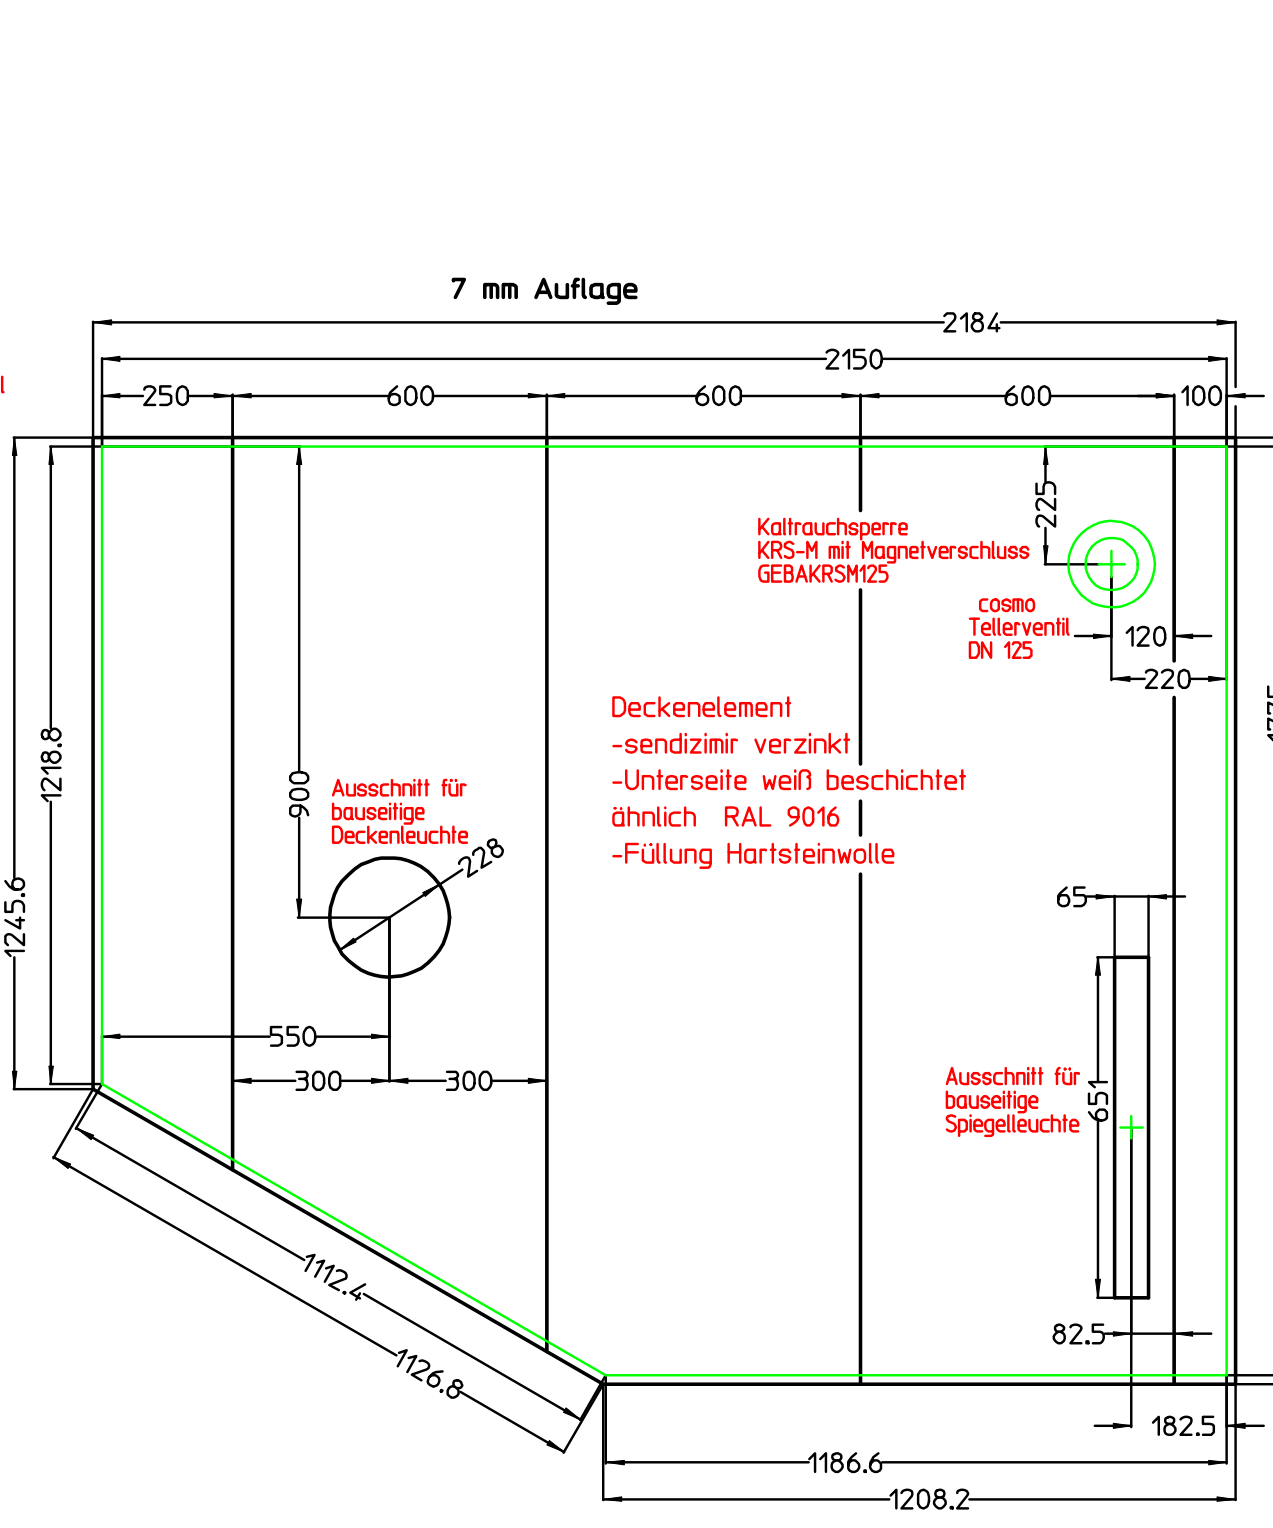 7 mm Auflage
2184
2150
250 600 600 600 100
225
Kaltrauchsperre
KRS-M mit Magnetverschluss
GEBAKRSM125
cosmo
Tellerventil
DN 125
120
220
Deckenelement
-sendizimir verzinkt
-Unterseite weiß beschichtet
ähnlich RAL 9016
-Füllung Hartsteinwolle
1218.8
900
Ausschnitt für
bauseitige
Deckenleuchte
228
1245.6
65
550
300 300
Ausschnitt für
bauseitige
Spiegelleuchte
651
1112.4
1126.8
82.5
182.5
1186.6
1208.2